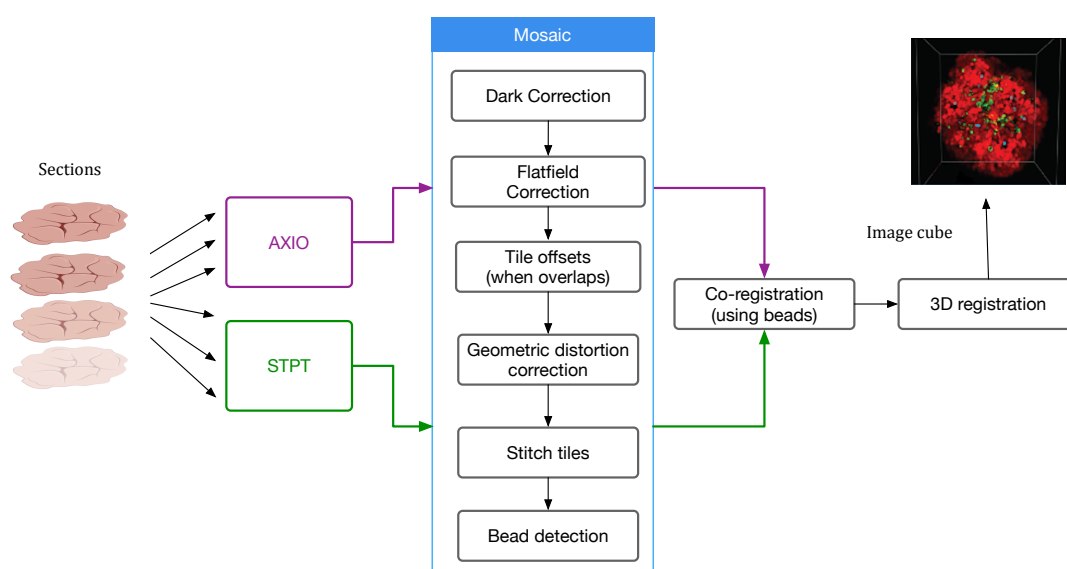 Mosaic
Dark Correction
Flatfield
Correction
Sections
AXIO
Tile offsets
(when overlaps)
Image cube
Co-registration
(using beads)
3D registration
STPT
Geometric distortion
correction
Stitch tiles
Bead detection